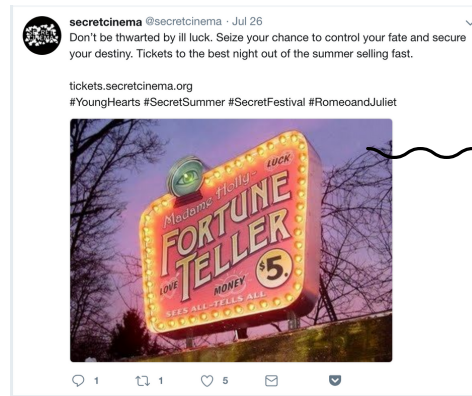 secretcinema @secretcinema · Jul 26
Don't be thwarted by ill luck. Seize your chance to control your fate and secure
your destiny. Tickets to the best night out of the summer selling fast.
tickets.secretcinema.org
#YoungHearts #SecretSummer #SecretFestival #RomeoandJuliet
LUCK
Madame Holly-
FORTUNE
TELLER
LOVE
MONEY
$5.
SEES ALL-TELLS ALL
1
1
5